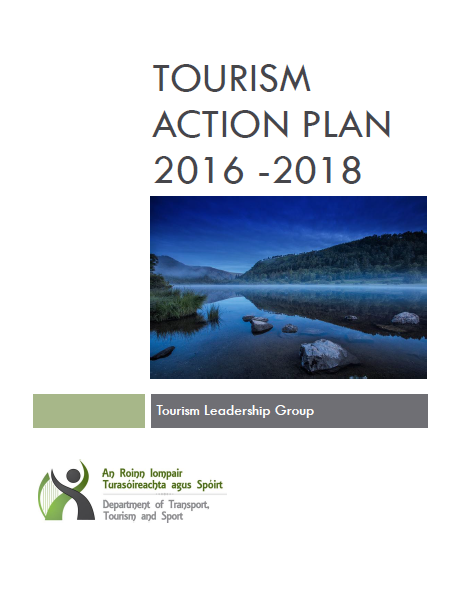 TOURISM
ACTION PLAN
2016 -2018
Tourism Leadership Group
An Roinn Iompair
Turasóireachta agus Spóirt
Department of Transport,
Tourism and Sport